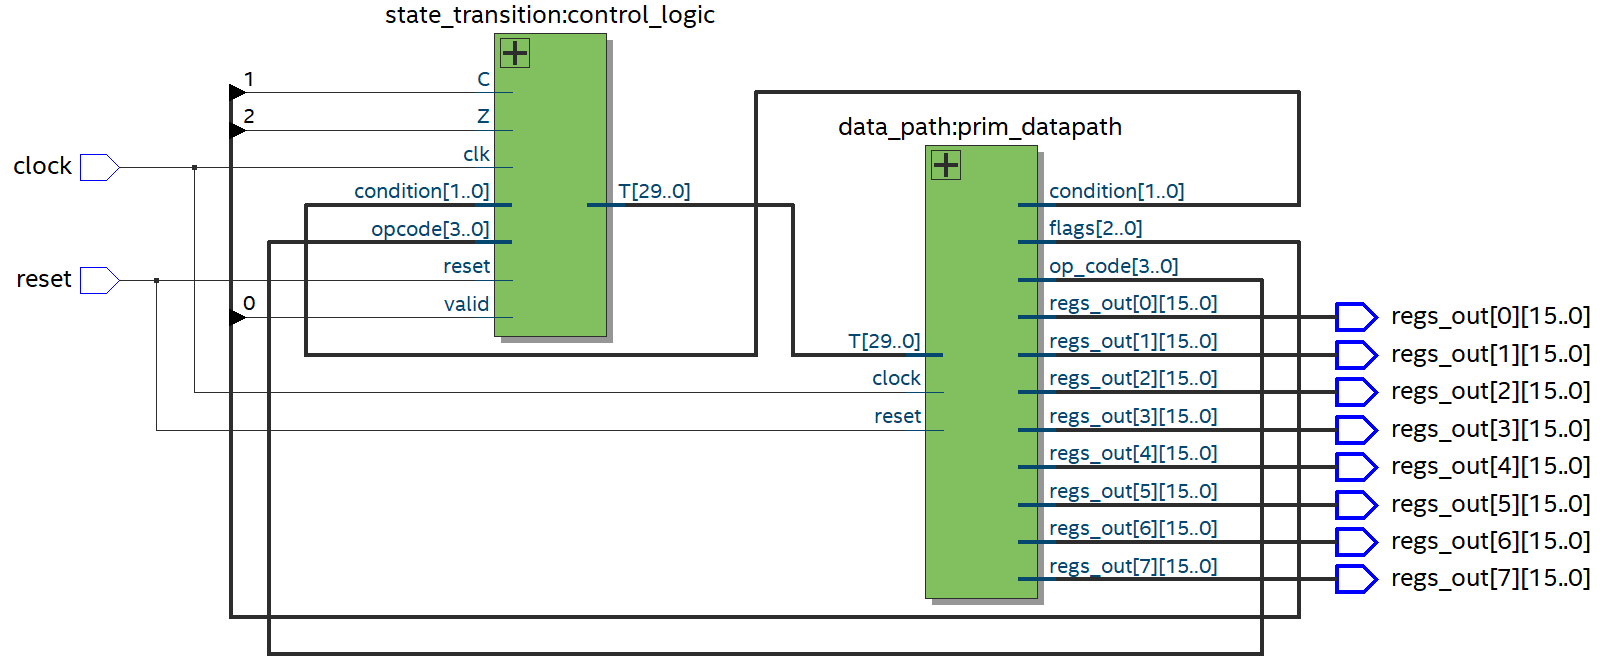 state_transition:control_logic
1
C
2
Z
clock
clk
condition[1..0]
T[29..0]
opcode[3..0]
reset
reset
0
valid
data_path:prim_datapath
condition[1..0]
flags[2..0]
op_code[3..0]
regs_out[0][15..0]
regs_out[0][15..0]
T[29..0]
regs_out[1][15..0]
regs_out[1][15..0]
clock
regs_out[2][15..0]
regs_out[2][15..0]
reset
regs_out[3][15..0]
regs_out[3][15..0]
regs_out[4][15..0]
regs_out[4][15..0]
regs_out[5][15..0]
regs_out[5][15..0]
regs_out[6][15..0]
regs_out[6][15..0]
regs_out[7][15..0]
regs_out[7][15..0]